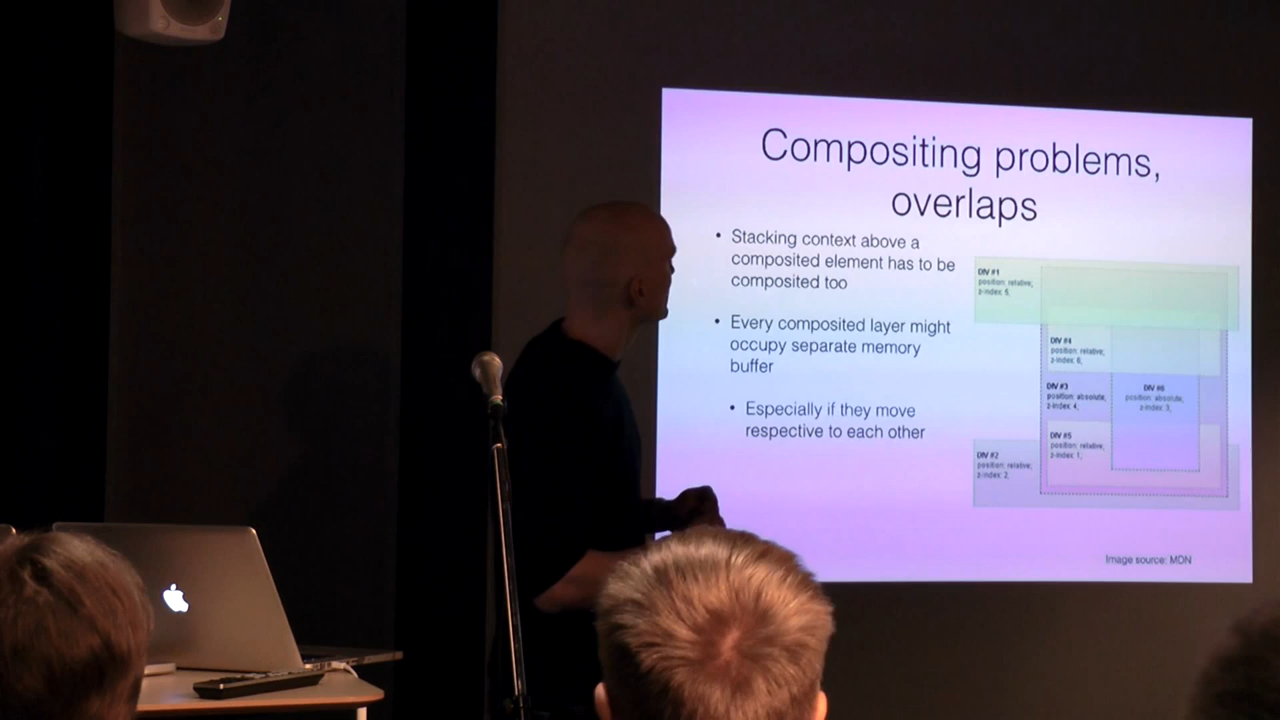 Compositing problems,
overlaps
• Stacking context above a
composited element has to be
composited too
• Every composited layer might
occupy separate memory
buffer
• Especially if they move
respective to each other
DIV #1
position: relative;
z-index: 5;
DIV #4
position: relative;
z-index: 6;
DIV #3
position: absolute;
z-index: 4;
DIV #6
position: absolute;
z-index: 3;
DIV #5
position: relative;
z-index: 1;
DIV #2
position: relative;
z-index: 2;
Image source: MDN